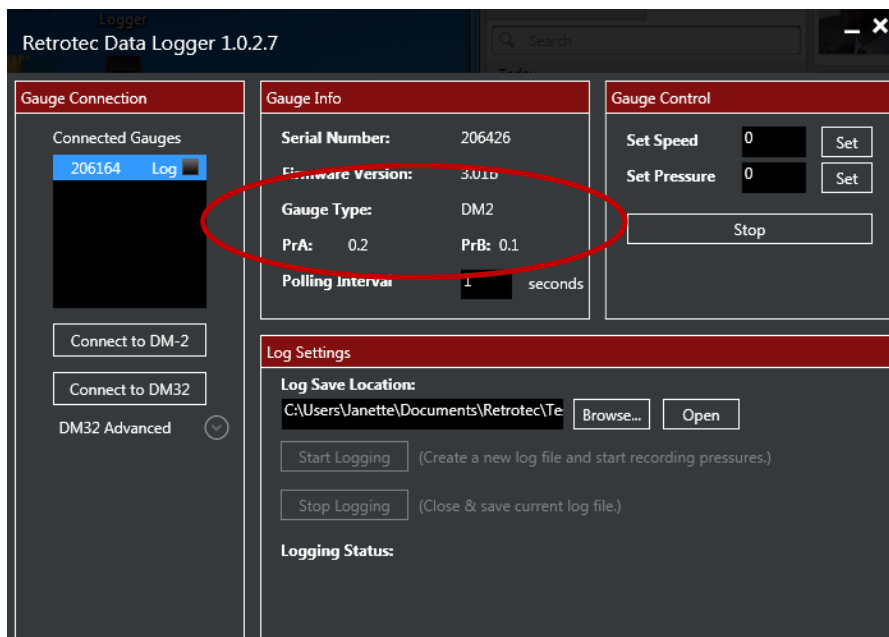 Logger
Retrotec Data Logger 1.0.2.7
Search
Gauge Connection
Connected Gauges
206164 Log
Connect to DM-2
Connect to DM32
DM32 Advanced
Gauge Info
Serial Number: 206426
Firmware Version: 3.01b
Gauge Type: DM2
PrA: 0.2 PrB: 0.1
Polling Interval 1 seconds
Gauge Control
Set Speed 0 Set
Set Pressure 0 Set
Stop
Log Settings
Log Save Location:
C:\Users\Janette\Documents\Retrotec\Te Browse... Open
Start Logging (Create a new log file and start recording pressures.)
Stop Logging (Close & save current log file.)
Logging Status: